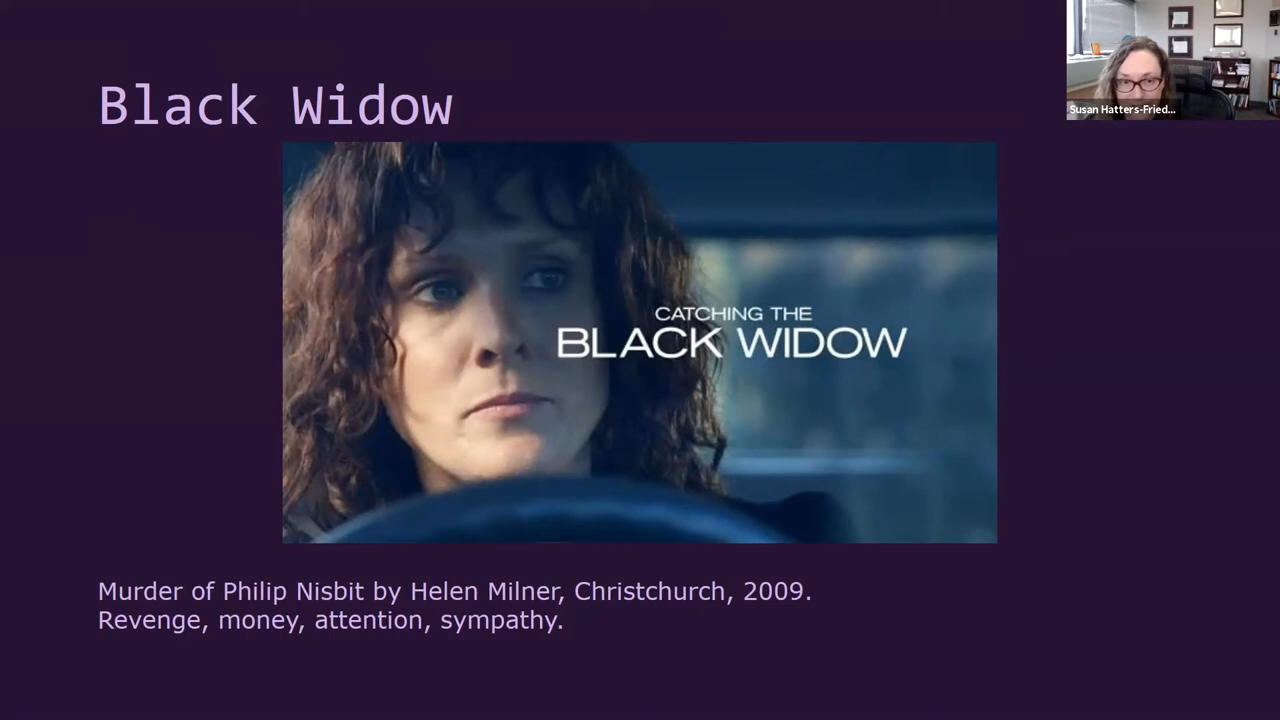 Black Widow
Susan Hatters-Fried...
CATCHING THE
BLACK WIDOW
Murder of Philip Nisbit by Helen Milner, Christchurch, 2009.
Revenge, money, attention, sympathy.